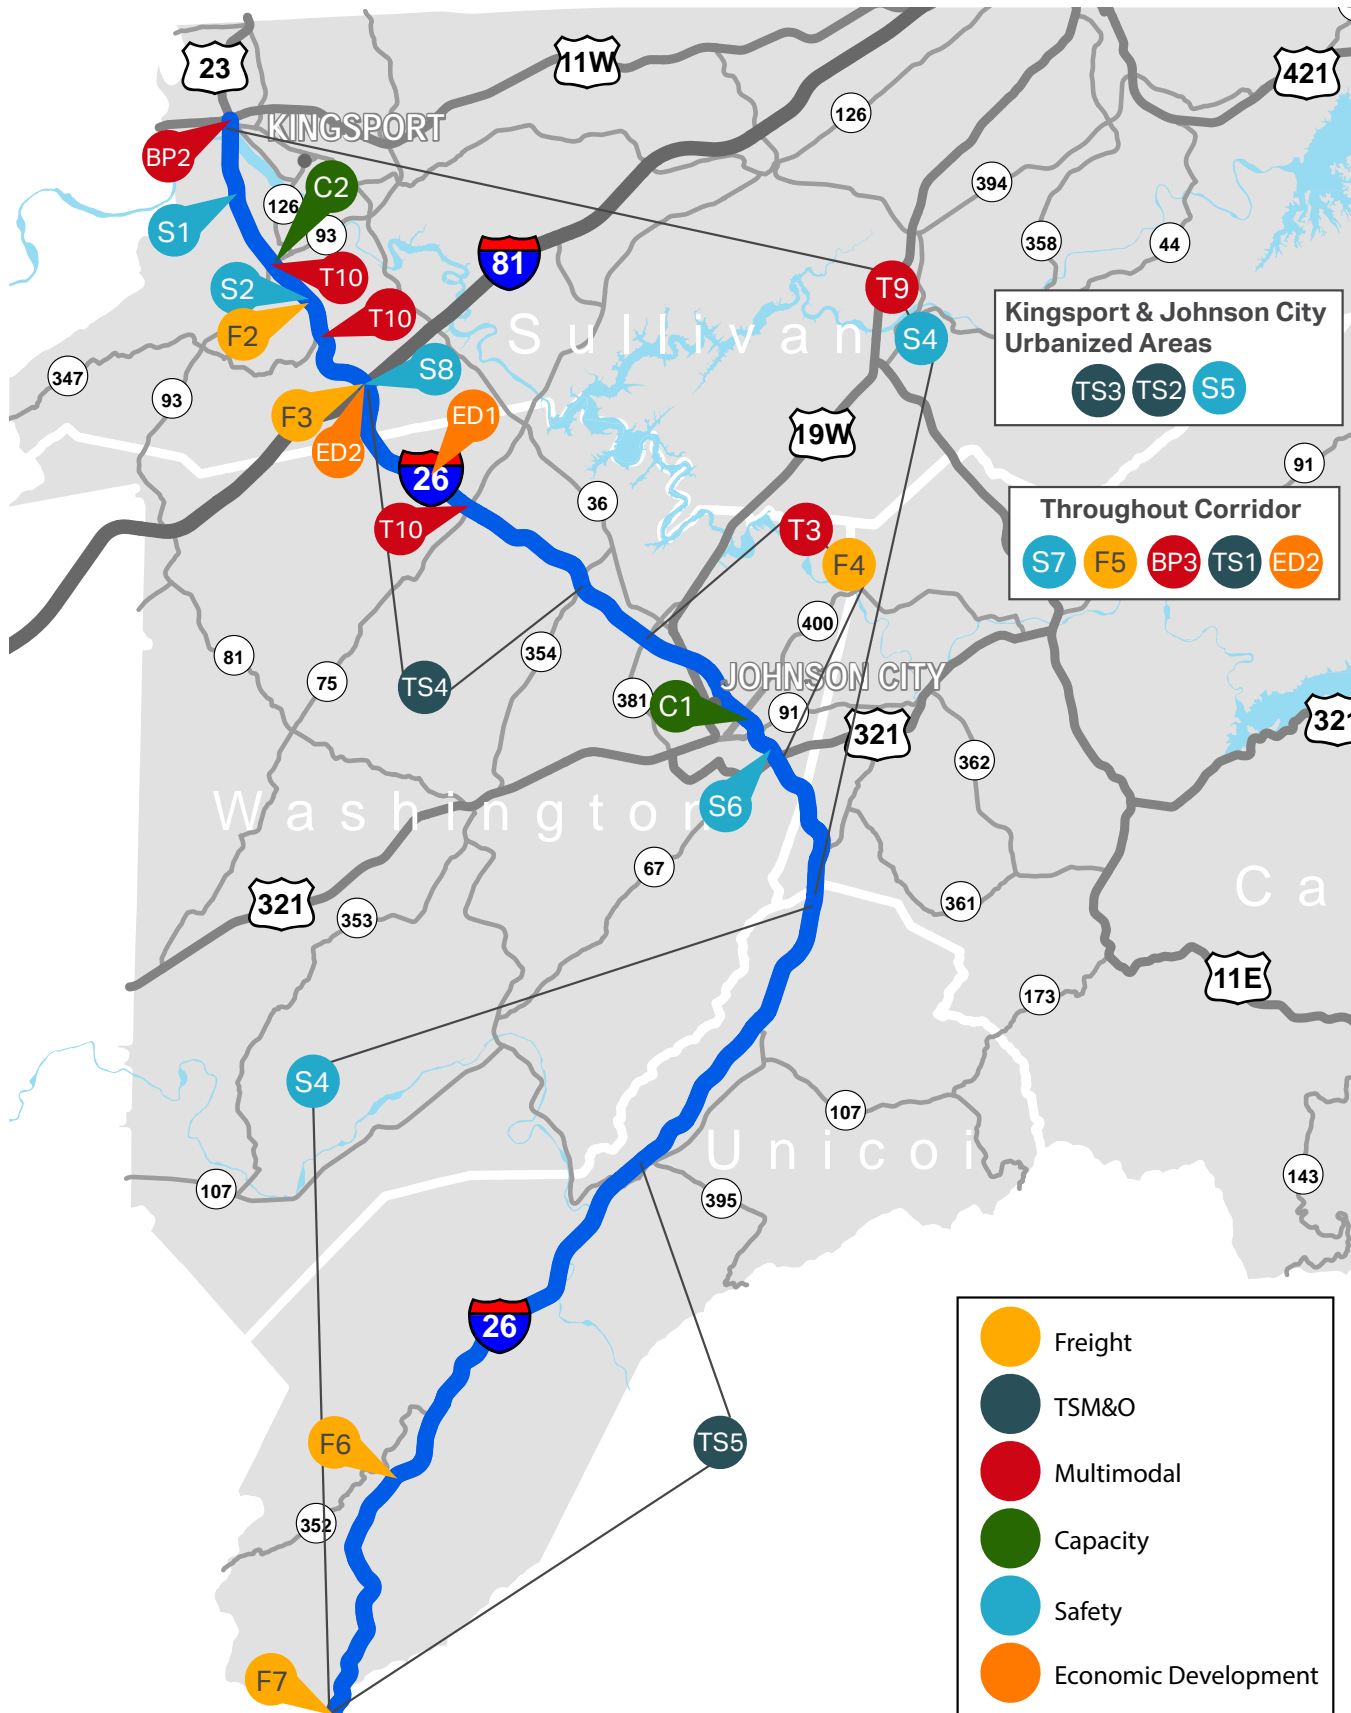 23
11W
421
KINGSPORT
126
BP2
C2
394
126
S1
93
358
44
81
T10
S2
T9
Kingsport & Johnson City
Urbanized Areas
F2
T10
Sullivan
S4
347
S8
TS3 TS2 S5
93
F3
ED1
ED2
19W
91
26
36
Throughout Corridor
T10
T3
F4
S7 F5 BP3 TS1 ED2
400
81
354
75
TS4
JOHNSON CITY
381
C1
91
321
321
362
Washington
S6
67
Ca
321
353
361
11E
173
S4
107
Unicoi
143
107
395
26
Freight
TSM&O
F6
TS5
Multimodal
352
Capacity
Safety
F7
Economic Development